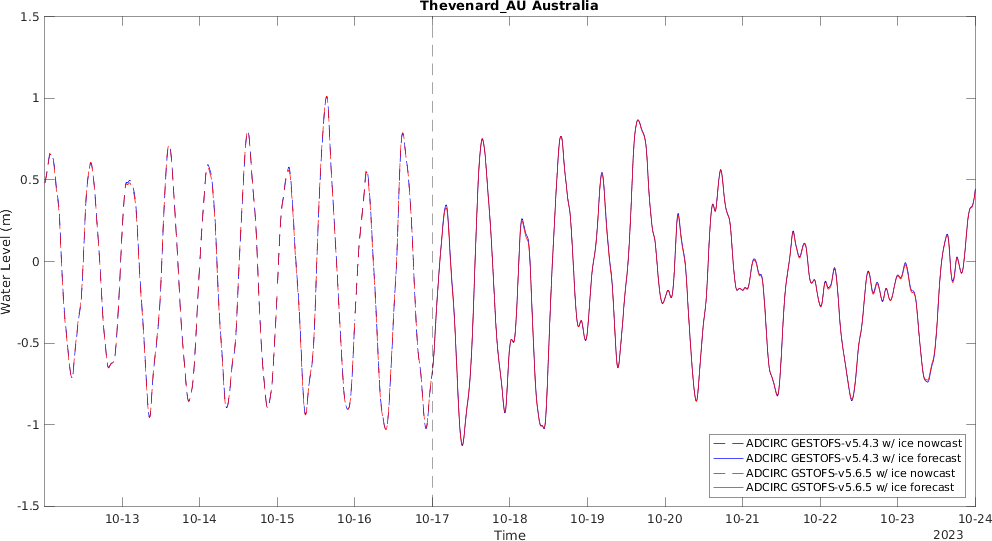 Thevenard_AU Australia
Water Level (m)
1.5
1
0.5
0
-0.5
-1
-1.5
10-13 10-14 10-15 10-16 10-17 10-18 10-19 10-20 10-21 10-22 10-23 10-24
Time
2023
ADCIRC GESTOFS-v5.4.3 w/ ice nowcast
ADCIRC GESTOFS-v5.4.3 w/ ice forecast
ADCIRC GSTOFS-v5.6.5 w/ ice nowcast
ADCIRC GSTOFS-v5.6.5 w/ ice forecast